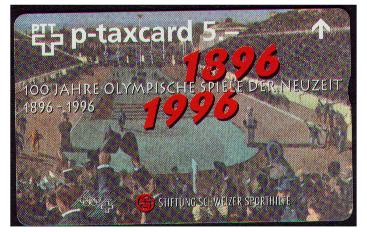 PTT p-taxcard 5.–
1896
100 JAHRE OLYMPISCHE SPIELE DER NEUZEIT
1896 - 1996
1996
STIFTUNG SCHWEIZER SPORTHILFE